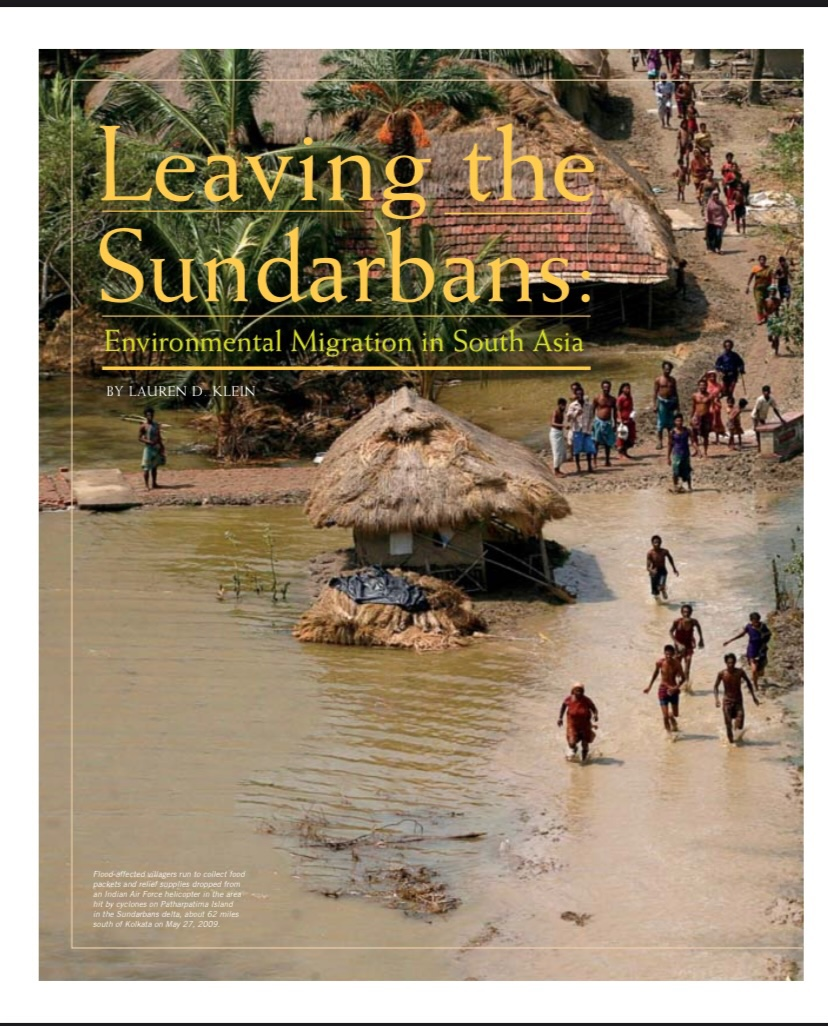 Leaving the
Sundarbans:
Environmental Migration in South Asia
BY LAUREN D. KLEIN
Flood-affected villagers run to collect food
packets and relief supplies dropped from
an Indian Air Force helicopter in the area
hit by cyclones on Patharpatima Island
in the Sundarbans delta, about 62 miles
south of Kolkata on May 27, 2009.